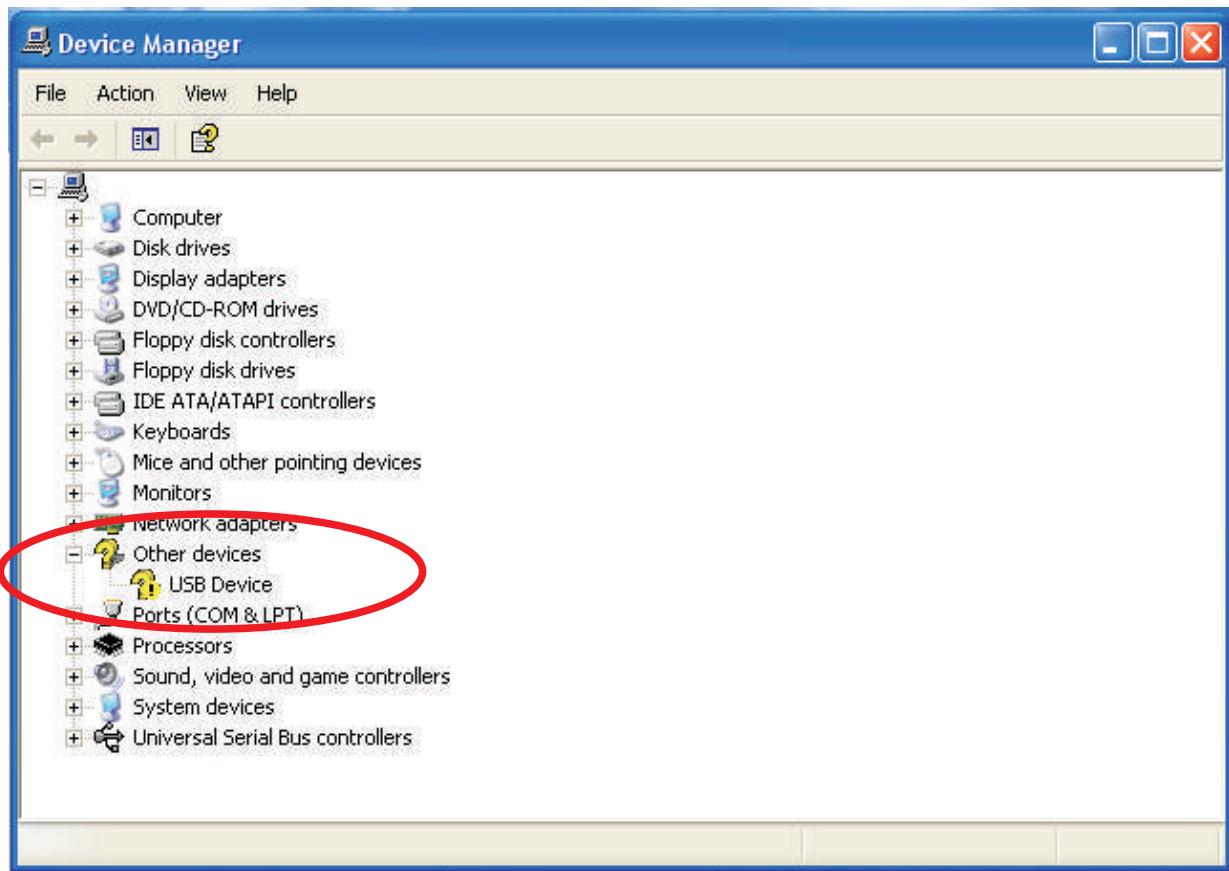 Device Manager
File Action View Help
Computer
Disk drives
Display adapters
DVD/CD-ROM drives
Floppy disk controllers
Floppy disk drives
IDE ATA/ATAPI controllers
Keyboards
Mice and other pointing devices
Monitors
Network adapters
Other devices
USB Device
Ports (COM & LPT)
Processors
Sound, video and game controllers
System devices
Universal Serial Bus controllers